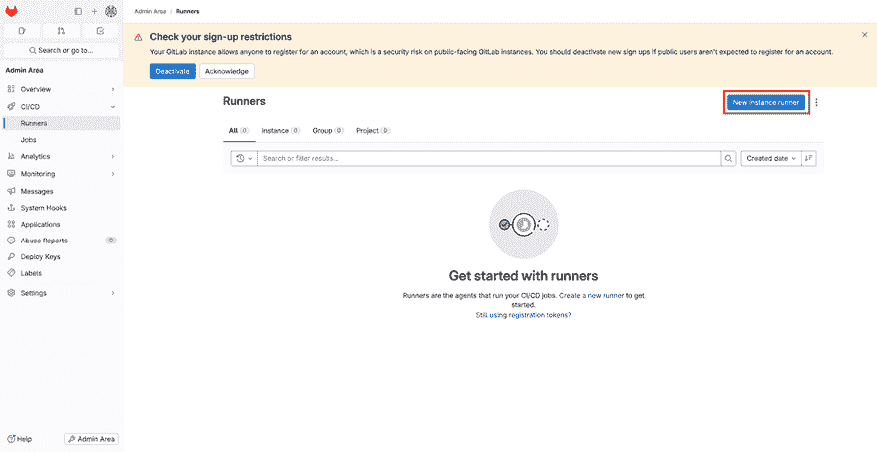 Admin Area / Runners
Search or go to...
Admin Area
Overview
CI/CD
Runners
Jobs
Analytics
Monitoring
Messages
System Hooks
Applications
Abuse Reports 0
Deploy Keys
Labels
Settings
Help
Admin Area
Check your sign-up restrictions
Your GitLab instance allows anyone to register for an account, which is a security risk on public-facing GitLab instances. You should deactivate new sign ups if public users aren't expected to register for an account.
Deactivate Acknowledge
Runners
New instance runner
All 0 Instance 0 Group 0 Project 0
Search or filter results...
Created date
Get started with runners
Runners are the agents that run your CI/CD jobs. Create a new runner to get
started.
Still using registration tokens?